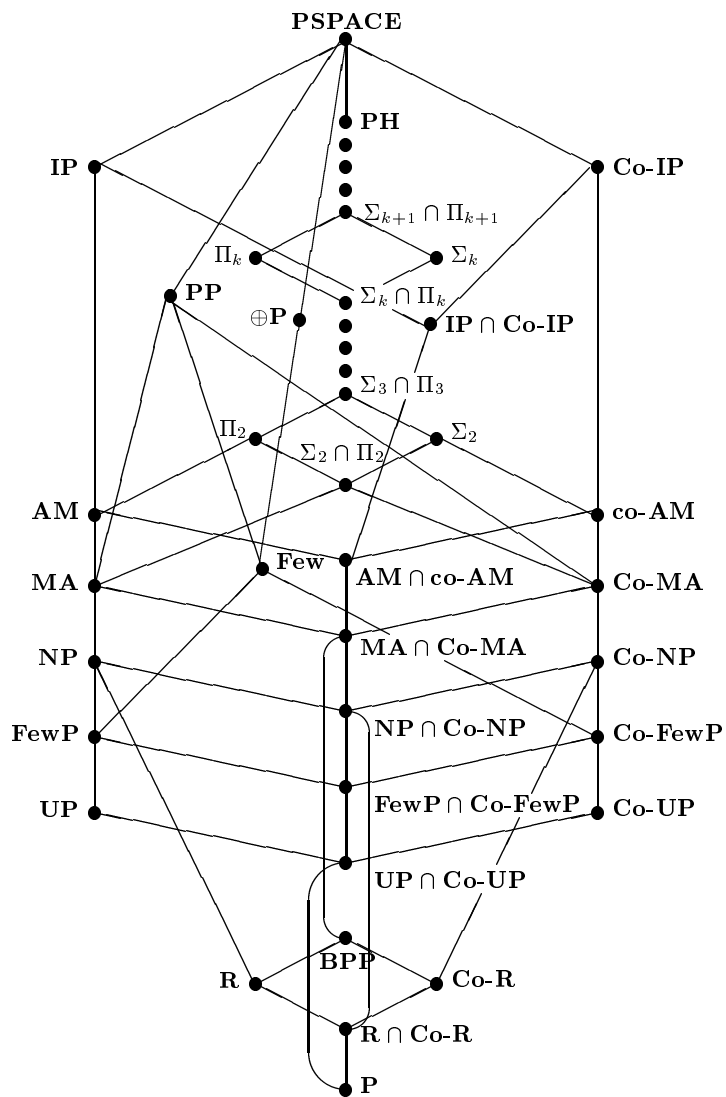 PSPACE
PH
IP
Co-IP
Σ_{k+1} ∩ Π_{k+1}
Π_k
Σ_k
PP
Σ_k ∩ Π_k
⊕P
IP ∩ Co-IP
Σ_3 ∩ Π_3
Π_2
Σ_2
Σ_2 ∩ Π_2
AM
co-AM
Few
AM ∩ co-AM
MA
Co-MA
MA ∩ Co-MA
NP
Co-NP
NP ∩ Co-NP
FewP
Co-FewP
FewP ∩ Co-FewP
UP
Co-UP
UP ∩ Co-UP
BPP
R
Co-R
R ∩ Co-R
P